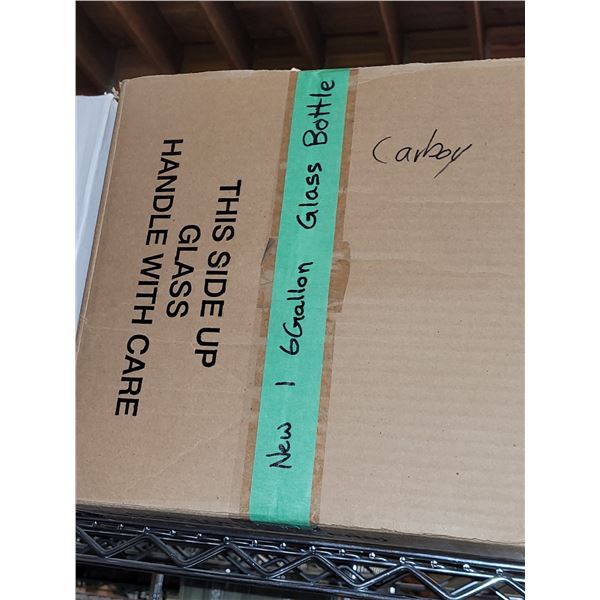 THIS SIDE UP
GLASS
HANDLE WITH CARE
New 1 6Gallon Glass Bottle
Carboy